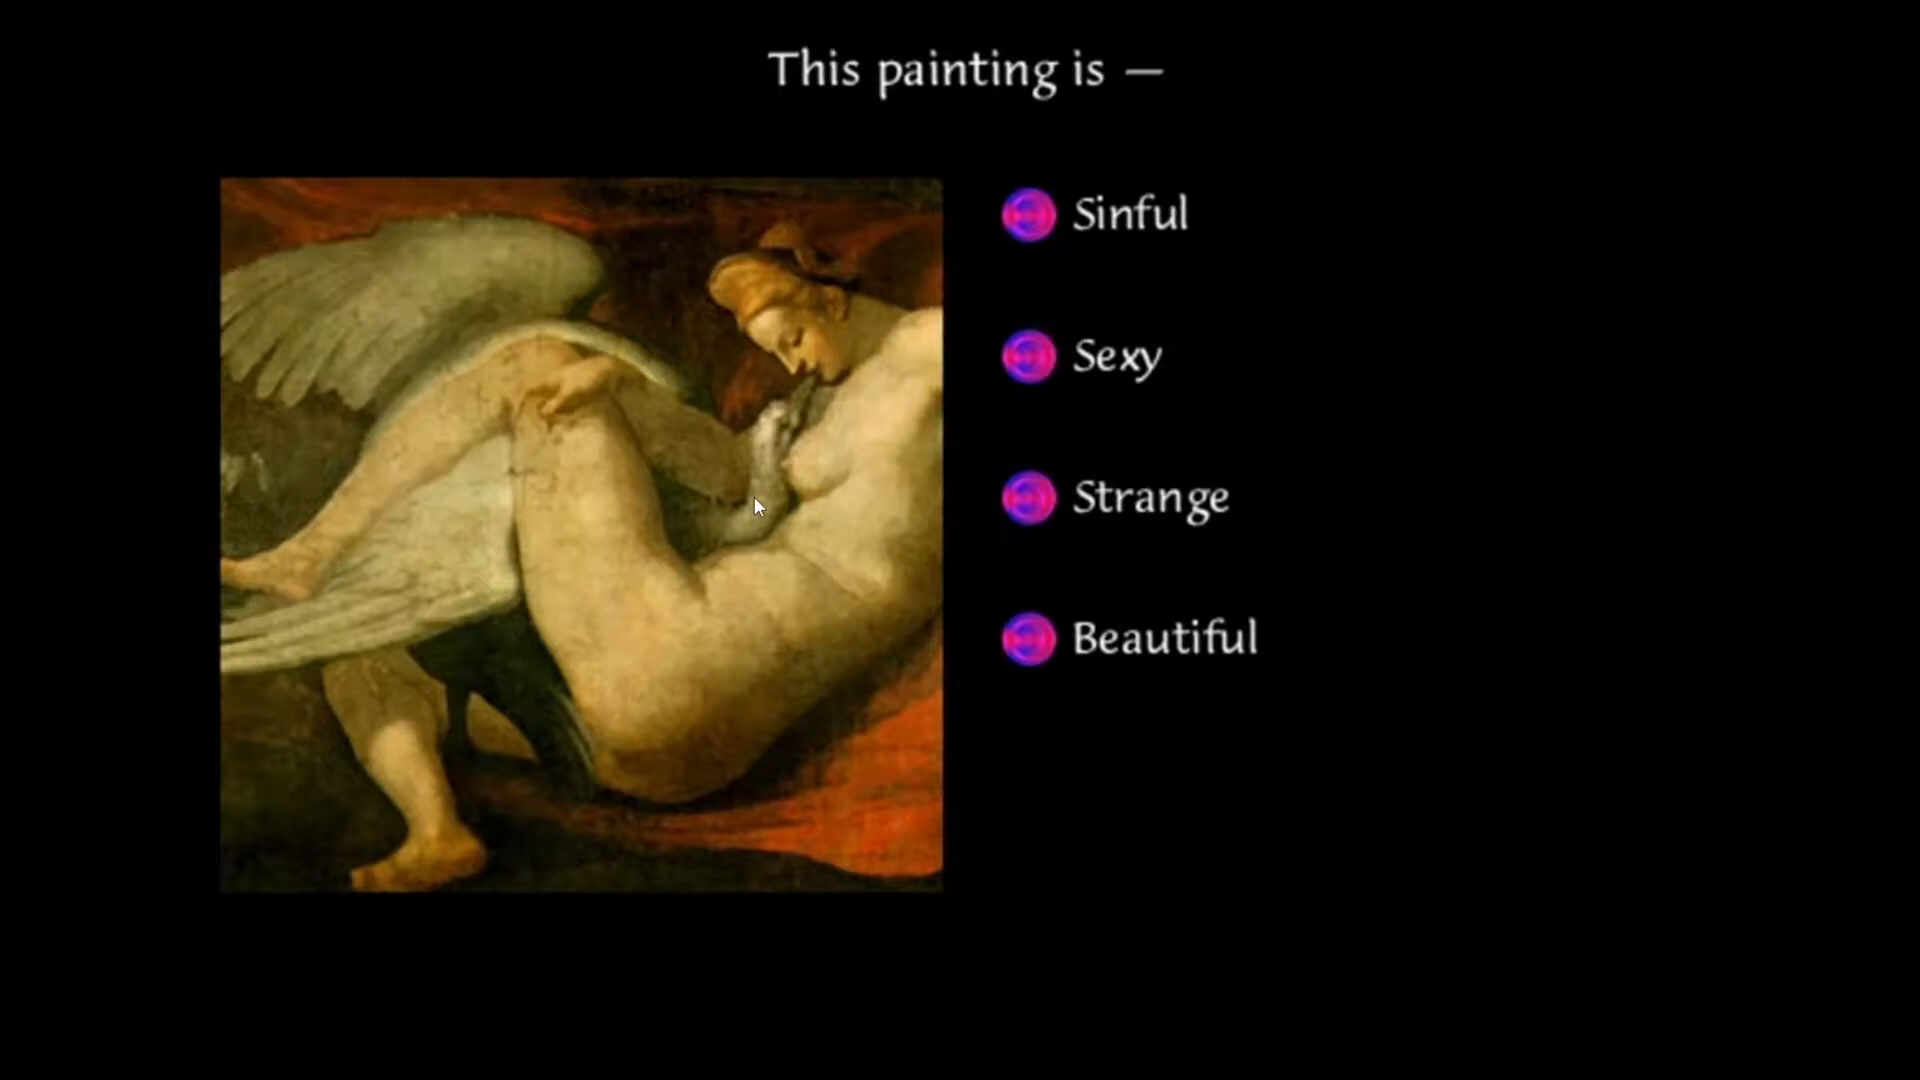 This painting is —
Sinful
Sexy
Strange
Beautiful